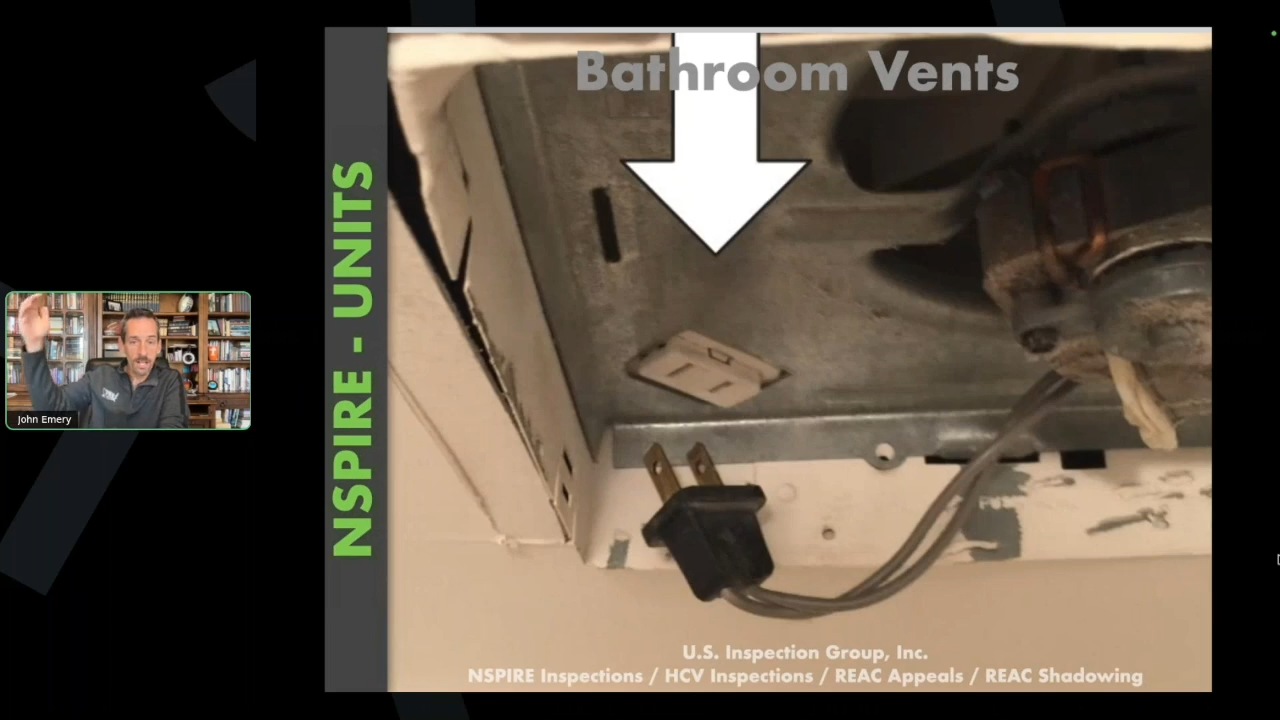 Bathroom Vents
NSPIRE - UNITS
John Emery
U.S. Inspection Group, Inc.
NSPIRE Inspections / HCV Inspections / REAC Appeals / REAC Shadowing